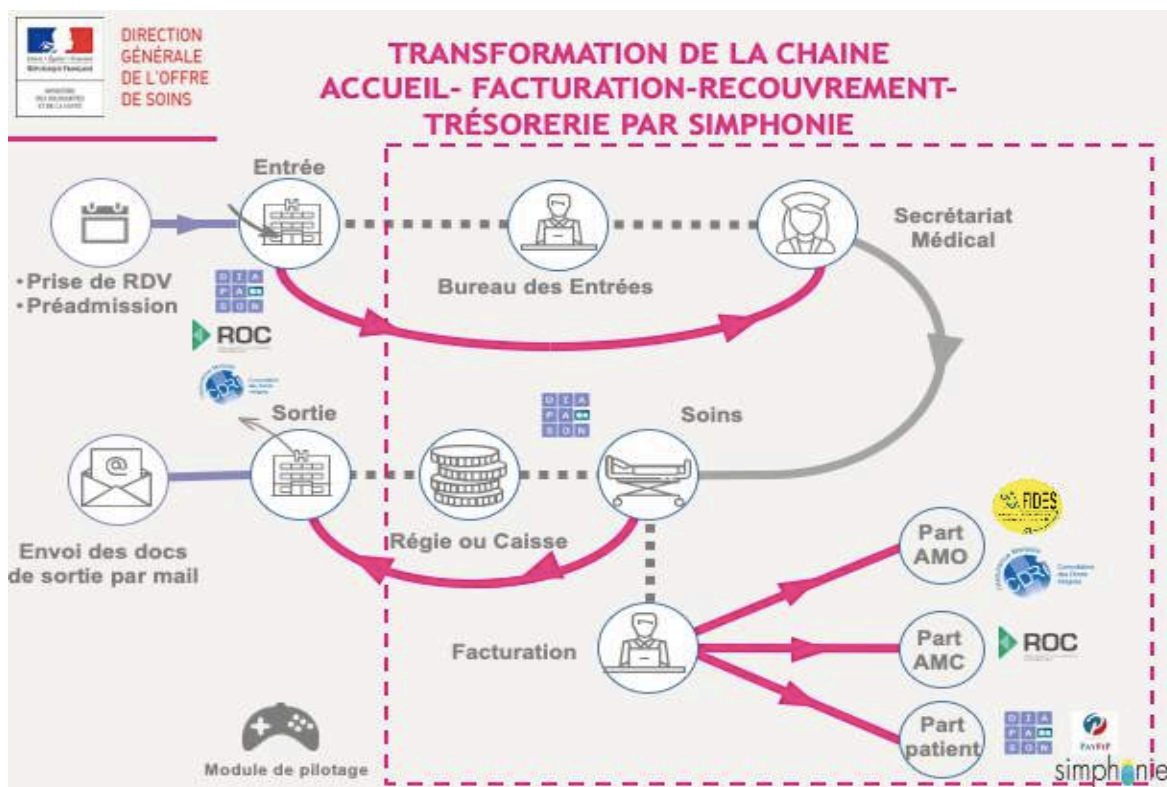 DIRECTION
GÉNÉRALE
DE L'OFFRE
DE SOINS
TRANSFORMATION DE LA CHAINE
ACCUEIL- FACTURATION-RECOUVREMENT-
TRÉSORERIE PAR SIMPHONIE
Entrée
Secrétariat
Médical
•Prise de RDV
•Préadmission
Bureau des Entrées
DIA
PA
SON
ROC
CDRi
Sortie
DIA
PA
SON
Soins
Envoi des docs
de sortie par mail
Régie ou Caisse
FIDES
Part
AMO
CDRi
Facturation
Part
AMC
ROC
Part
patient
DIA
PA
SON
PAYFIP
Module de pilotage
simphonie